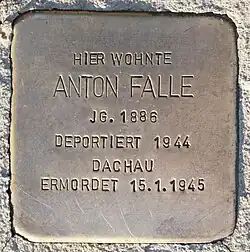 HIER WOHNTE
ANTON FALLE
JG. 1886
DEPORTIERT 1944
DACHAU
ERMORDET 15.1.1945